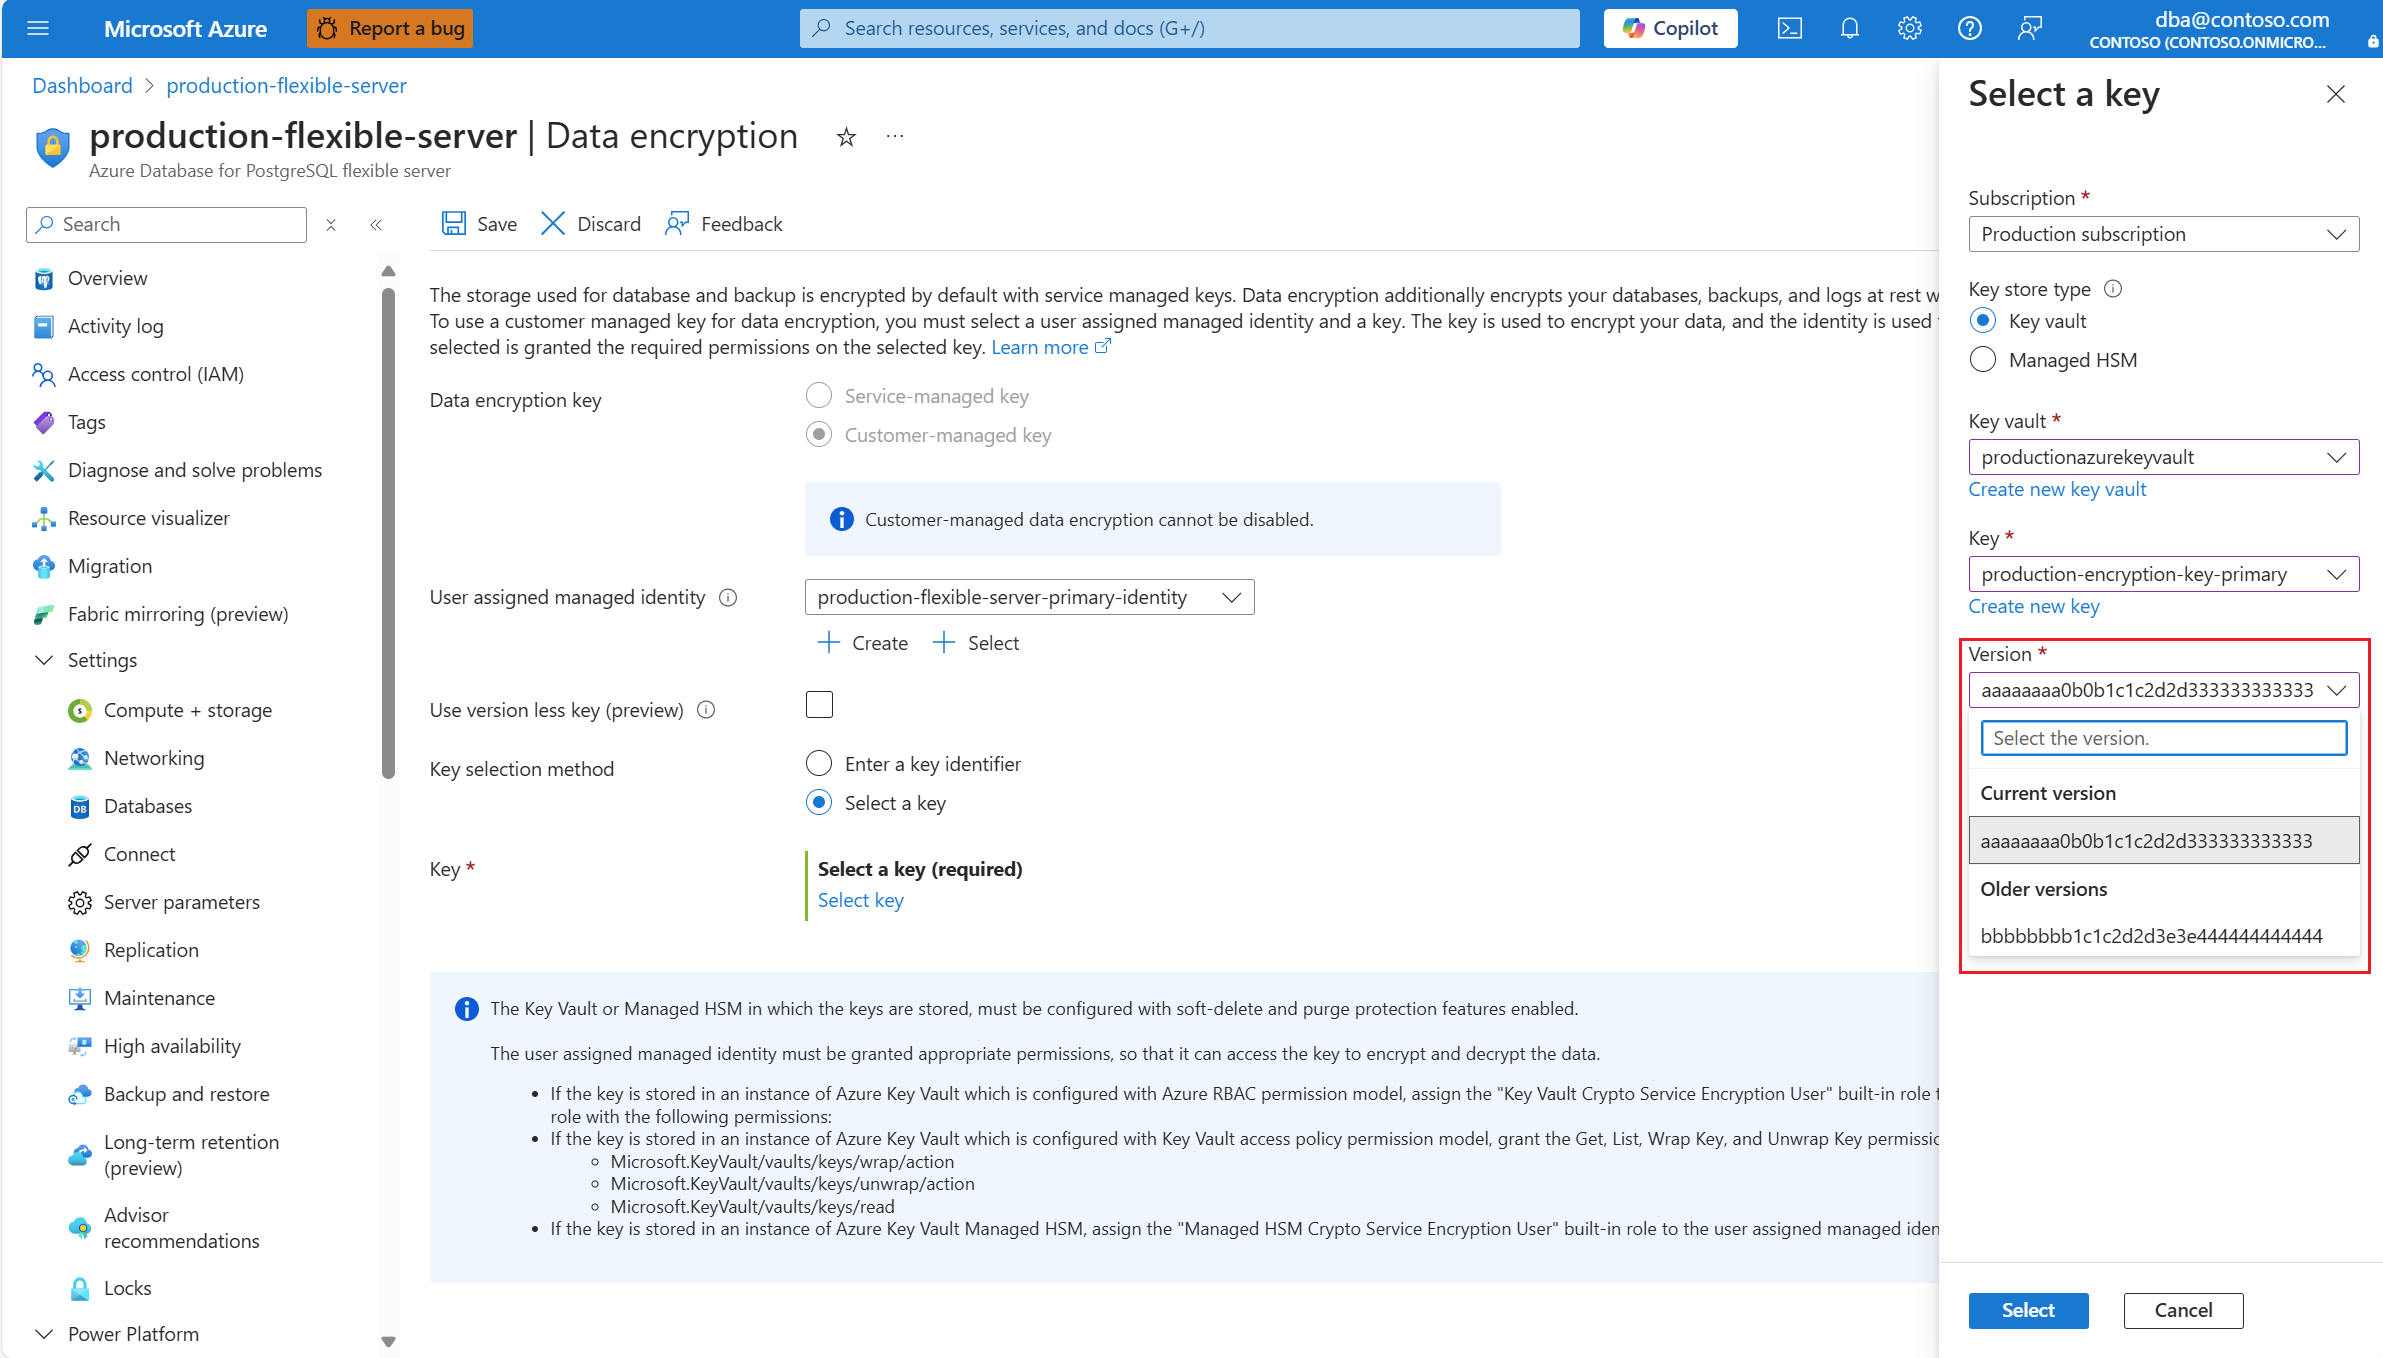 Microsoft Azure
Report a bug
Search resources, services, and docs (G+/)
Copilot
dba@contoso.com
CONTOSO (CONTOSO.ONMICRO...
Dashboard > production-flexible-server
production-flexible-server | Data encryption
Azure Database for PostgreSQL flexible server
Search
Overview
Activity log
Access control (IAM)
Tags
Diagnose and solve problems
Resource visualizer
Migration
Fabric mirroring (preview)
Settings
Compute + storage
Networking
Databases
Connect
Server parameters
Replication
Maintenance
High availability
Backup and restore
Long-term retention
(preview)
Advisor
recommendations
Locks
Power Platform
Save
Discard
Feedback
The storage used for database and backup is encrypted by default with service managed keys. Data encryption additionally encrypts your databases, backups, and logs at rest w
To use a customer managed key for data encryption, you must select a user assigned managed identity and a key. The key is used to encrypt your data, and the identity is used
selected is granted the required permissions on the selected key. Learn more
Data encryption key
Service-managed key
Customer-managed key
Customer-managed data encryption cannot be disabled.
User assigned managed identity
production-flexible-server-primary-identity
Create
Select
Use version less key (preview)
Key selection method
Enter a key identifier
Select a key
Key *
Select a key (required)
Select key
The Key Vault or Managed HSM in which the keys are stored, must be configured with soft-delete and purge protection features enabled.
The user assigned managed identity must be granted appropriate permissions, so that it can access the key to encrypt and decrypt the data.
If the key is stored in an instance of Azure Key Vault which is configured with Azure RBAC permission model, assign the "Key Vault Crypto Service Encryption User" built-in role t
role with the following permissions:
If the key is stored in an instance of Azure Key Vault which is configured with Key Vault access policy permission model, grant the Get, List, Wrap Key, and Unwrap Key permissic
Microsoft.KeyVault/vaults/keys/wrap/action
Microsoft.KeyVault/vaults/keys/unwrap/action
Microsoft.KeyVault/vaults/keys/read
If the key is stored in an instance of Azure Key Vault Managed HSM, assign the "Managed HSM Crypto Service Encryption User" built-in role to the user assigned managed iden
Select a key
Subscription *
Production subscription
Key store type
Key vault
Managed HSM
Key vault *
productionazurekeyvault
Create new key vault
Key *
production-encryption-key-primary
Create new key
Version *
aaaaaaaa0b0b1c1c2d2d333333333333
Select the version.
Current version
aaaaaaaa0b0b1c1c2d2d333333333333
Older versions
bbbbbbbb1c1c2d2d3e3e444444444444
Select
Cancel